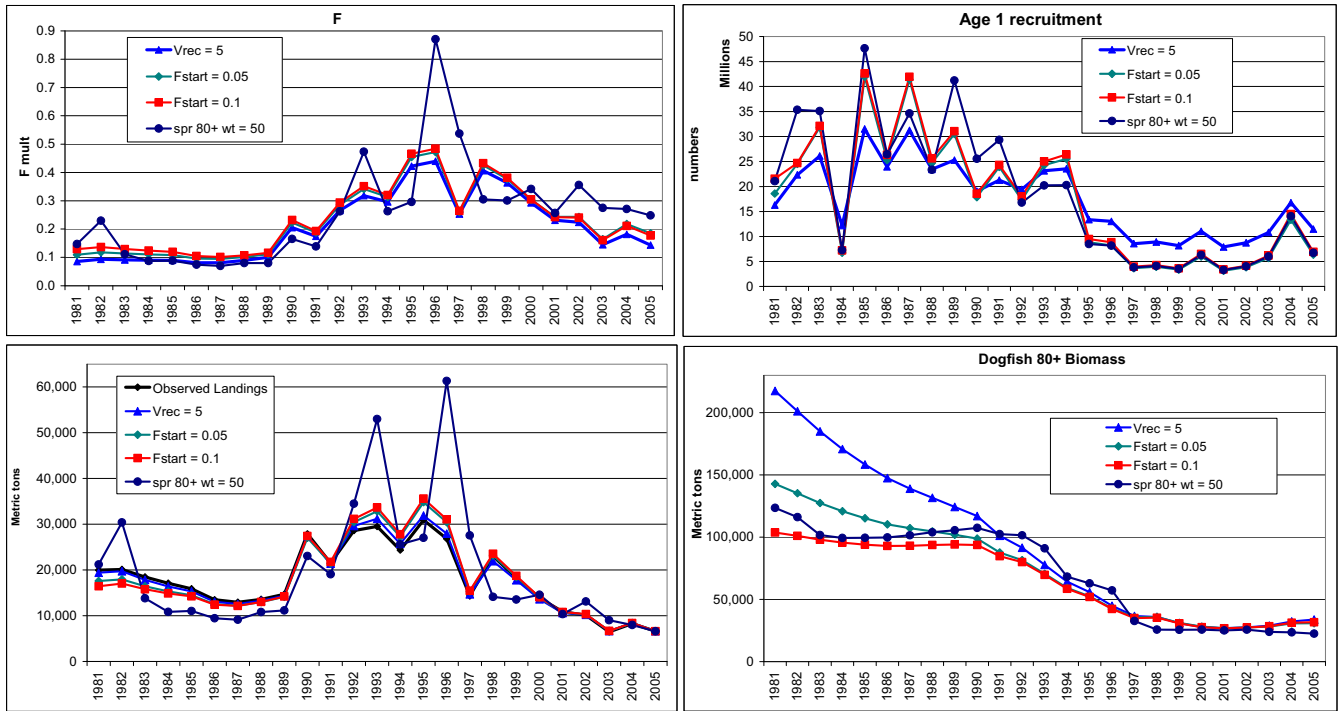 F
F mult
0.9
0.8
0.7
0.6
0.5
0.4
0.3
0.2
0.1
0.0
Vrec = 5
Fstart = 0.05
Fstart = 0.1
spr 80+ wt = 50
1981 1982 1983 1984 1985 1986 1987 1988 1989 1990 1991 1992 1993 1994 1995 1996 1997 1998 1999 2000 2001 2002 2003 2004 2005
Age 1 recruitment
numbers
Millions
50
45
40
35
30
25
20
15
10
5
0
Vrec = 5
Fstart = 0.05
Fstart = 0.1
spr 80+ wt = 50
1981 1982 1983 1984 1985 1986 1987 1988 1989 1990 1991 1992 1993 1994 1995 1996 1997 1998 1999 2000 2001 2002 2003 2004 2005
Metric tons
60,000
50,000
40,000
30,000
20,000
10,000
0
Observed Landings
Vrec = 5
Fstart = 0.05
Fstart = 0.1
spr 80+ wt = 50
1981 1982 1983 1984 1985 1986 1987 1988 1989 1990 1991 1992 1993 1994 1995 1996 1997 1998 1999 2000 2001 2002 2003 2004 2005
Dogfish 80+ Biomass
Metric tons
200,000
150,000
100,000
50,000
0
Vrec = 5
Fstart = 0.05
Fstart = 0.1
spr 80+ wt = 50
1981 1982 1983 1984 1985 1986 1987 1988 1989 1990 1991 1992 1993 1994 1995 1996 1997 1998 1999 2000 2001 2002 2003 2004 2005